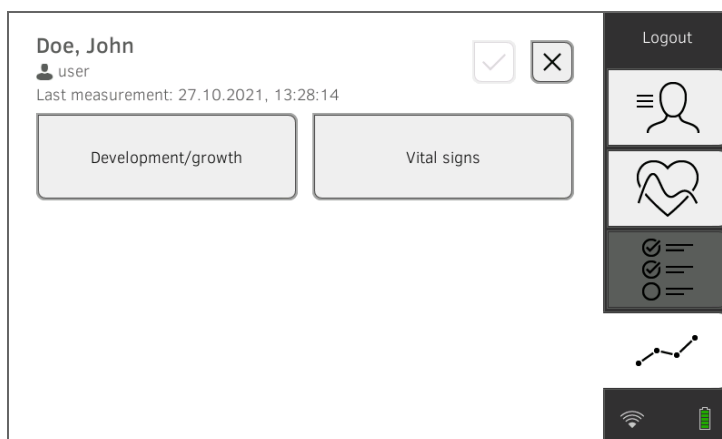 Doe, John
user
Last measurement: 27.10.2021, 13:28:14
Development/growth
Vital signs
Logout